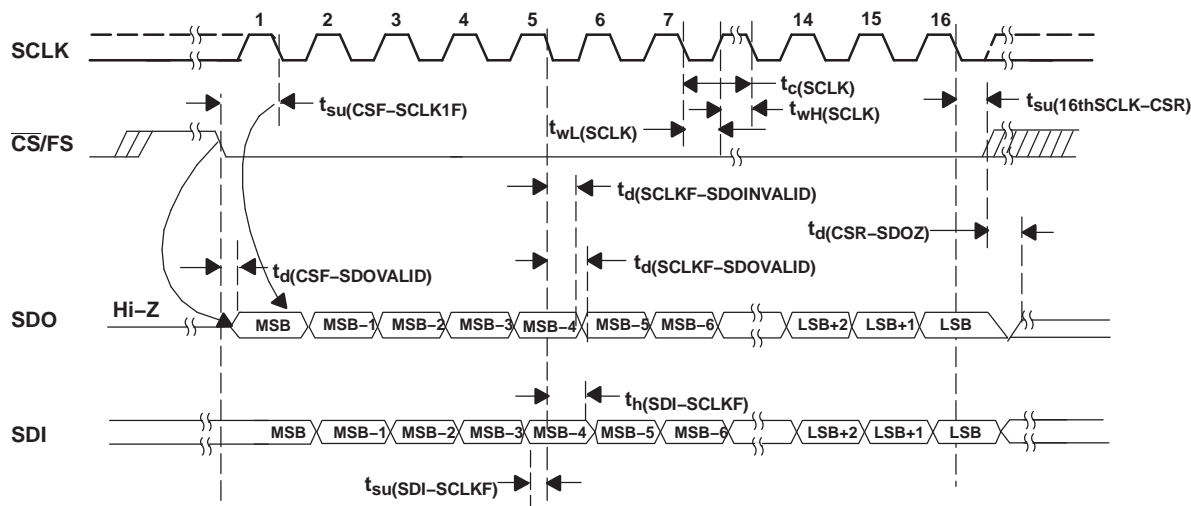 1 2 3 4 5 6 7 14 15 16
SCLK
tsu(CSF−SCLK1F)
tc(SCLK)
twH(SCLK)
tsu(16thSCLK−CSR)
twL(SCLK)
CS/FS
td(SCLKF−SDOINVALID)
td(CSR−SDOZ)
td(CSF−SDOVALID)
td(SCLKF−SDOVALID)
Hi−Z
SDO
MSB MSB−1 MSB−2 MSB−3 MSB−4 MSB−5 MSB−6 LSB+2 LSB+1 LSB
th(SDI−SCLKF)
SDI
MSB MSB−1 MSB−2 MSB−3 MSB−4 MSB−5 MSB−6 LSB+2 LSB+1 LSB
tsu(SDI−SCLKF)